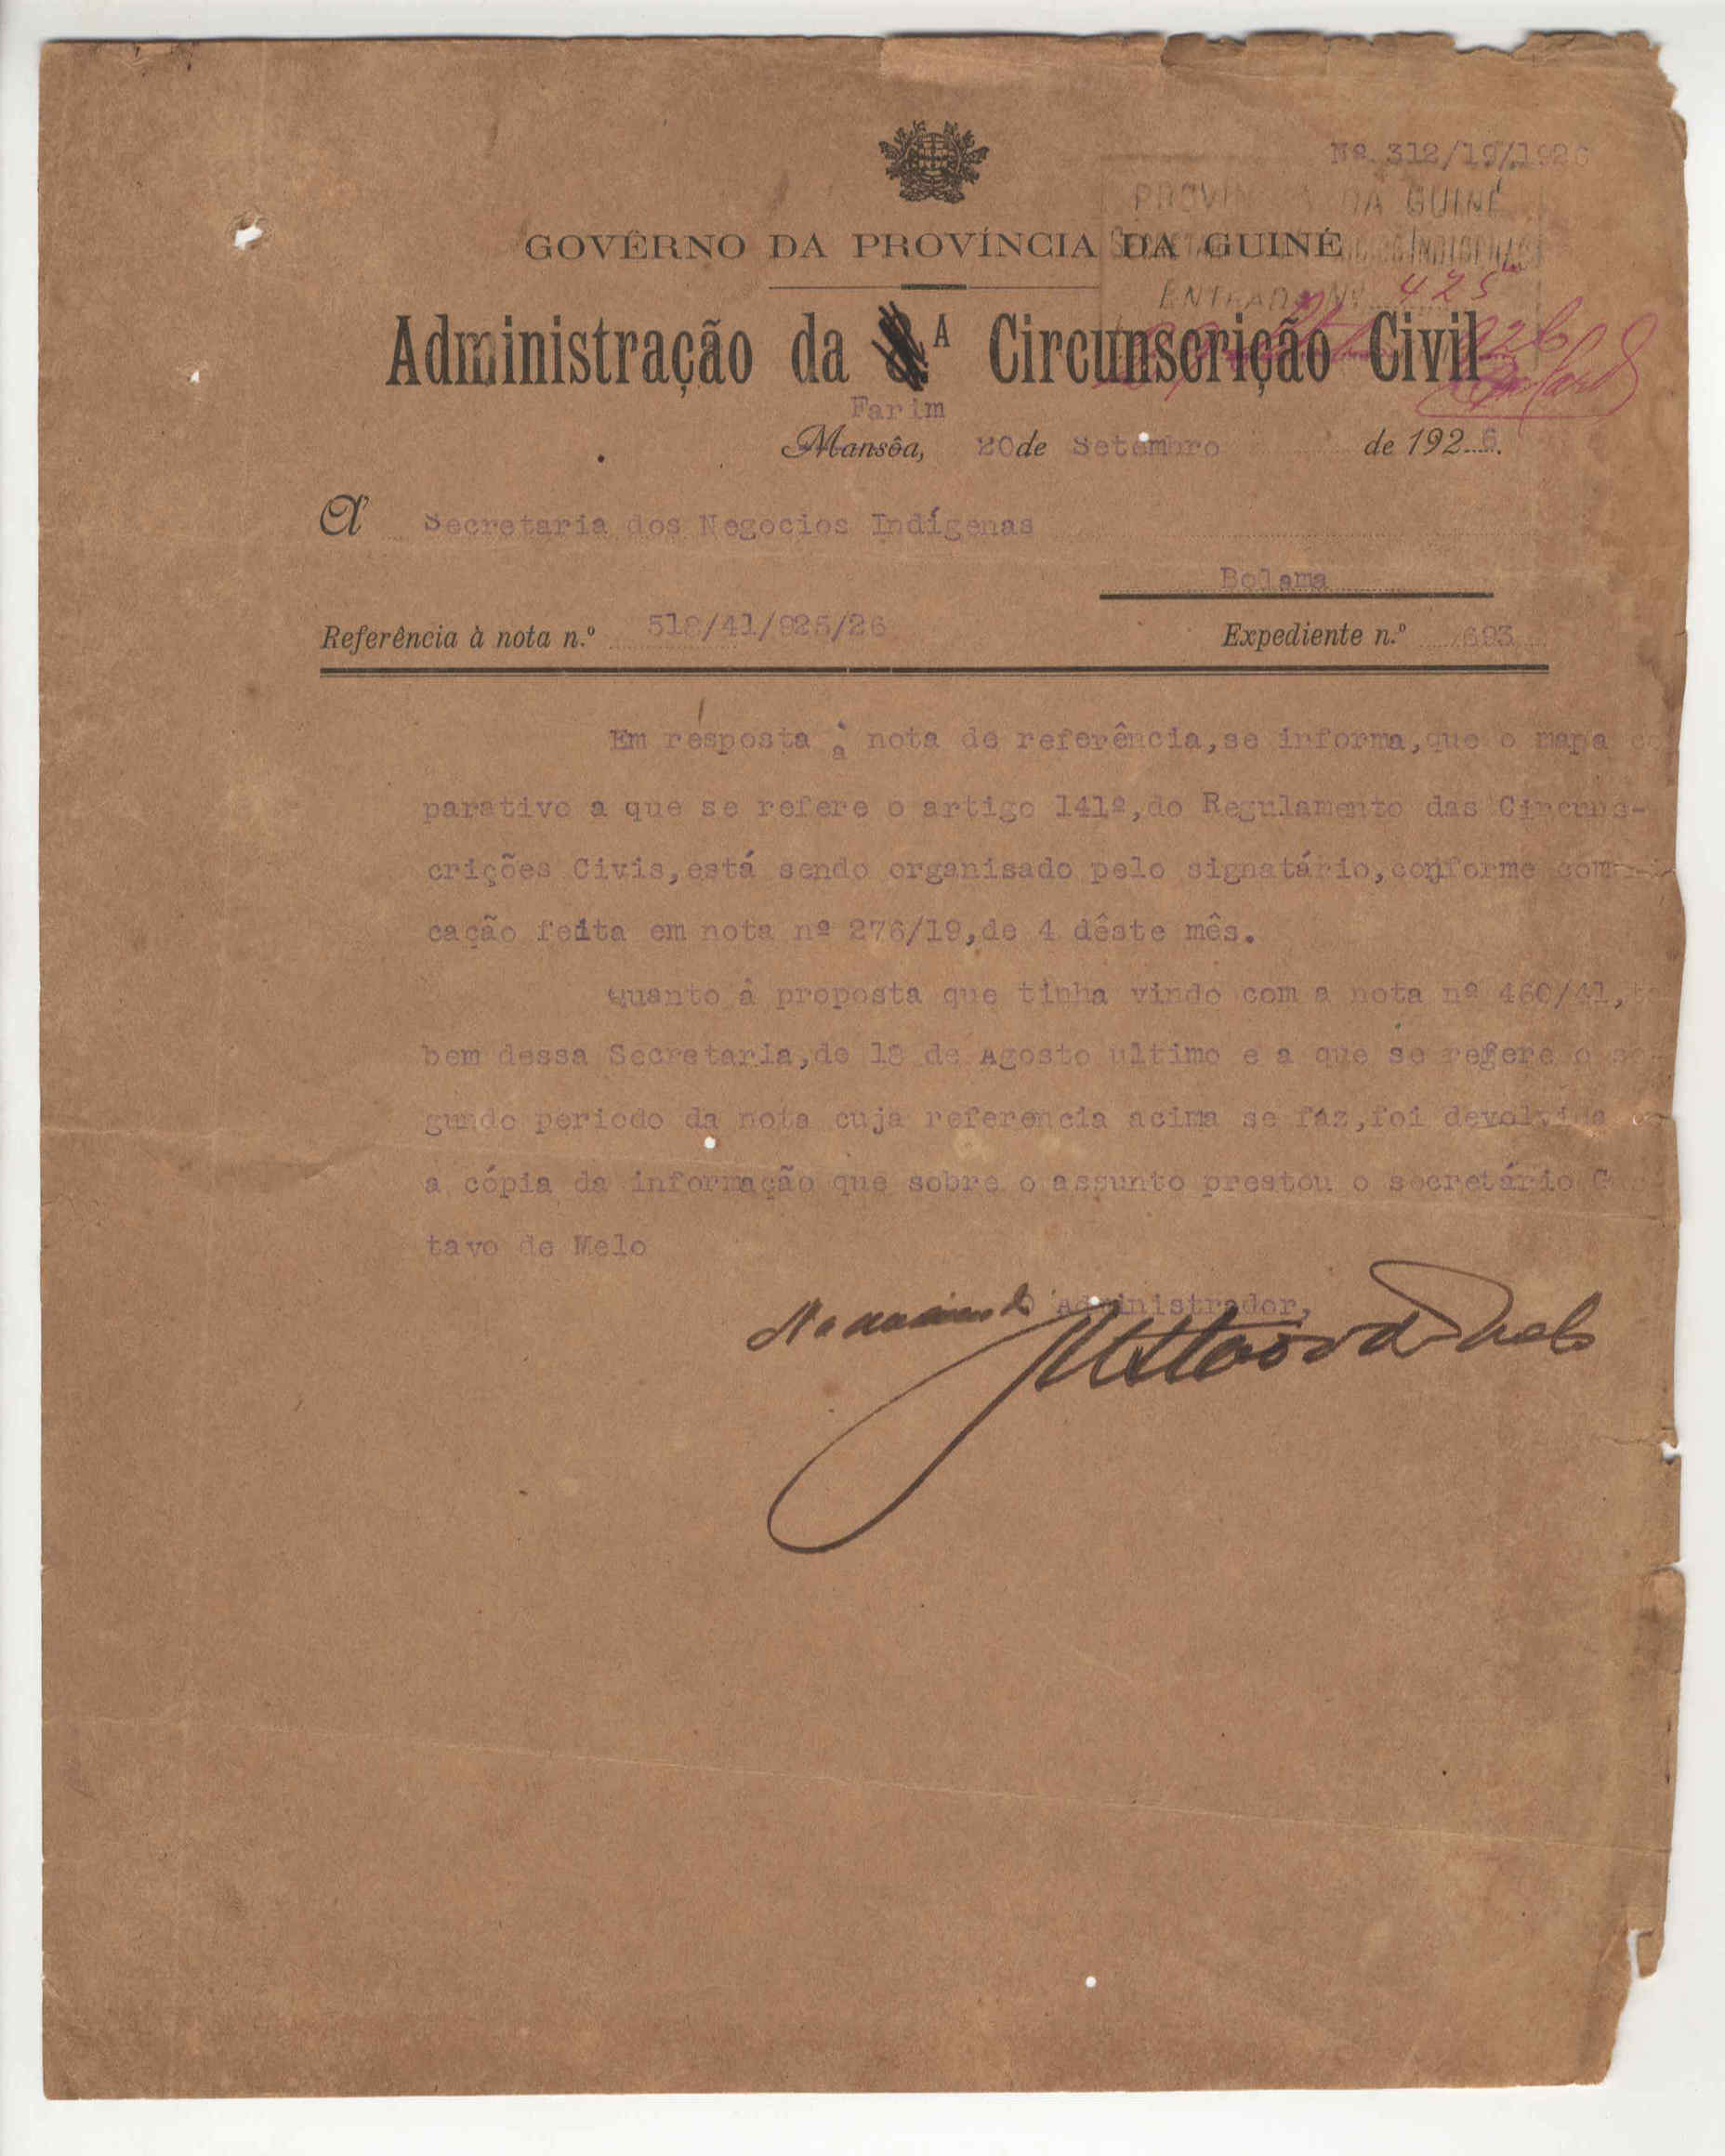 Nº 312/19/1926
PROVINCIA DA GUINÉ
ENTRADA Nº 425
GOVÊRNO DA PROVÍNCIA DA GUINÉ
Administração da A Circunscrição Civil
Farim
Mansôa, 20 de Setembro de 1926.
A' Secretaria dos Negocios Indígenas
Bolama
Referência à nota n.º 518/41/925/26 Expediente n.º 693
Em resposta à nota de referência,se informa,que o mapa
parativo a que se refere o artigo 141º,do Regulamento das Circuns-
crições Civis,está sendo organisado pelo signatário,conforme comuni-
cação feita em nota nº 276/19,de 4 dêste mês.
Quanto á proposta que tinha vindo com a nota nº 460/41,
bem dessa Secretaria,de 18 de Agosto ultimo e a que se refere o se-
gundo periodo da nota cuja referencia acima se faz,foi devolvida
a cópia da informação que sobre o assunto prestou o secretário
tavo de Melo
O Administrador,